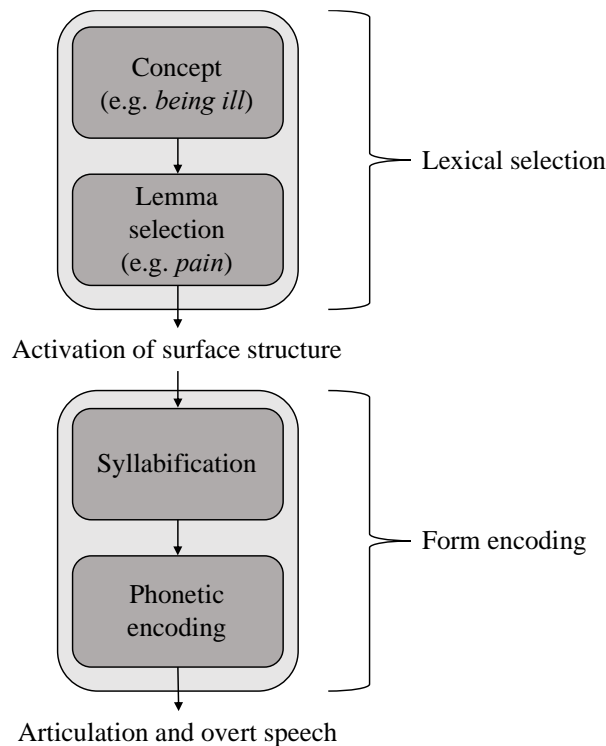 Concept
(e.g. being ill)
Lexical selection
Lemma
selection
(e.g. pain)
Activation of surface structure
Syllabification
Form encoding
Phonetic
encoding
Articulation and overt speech